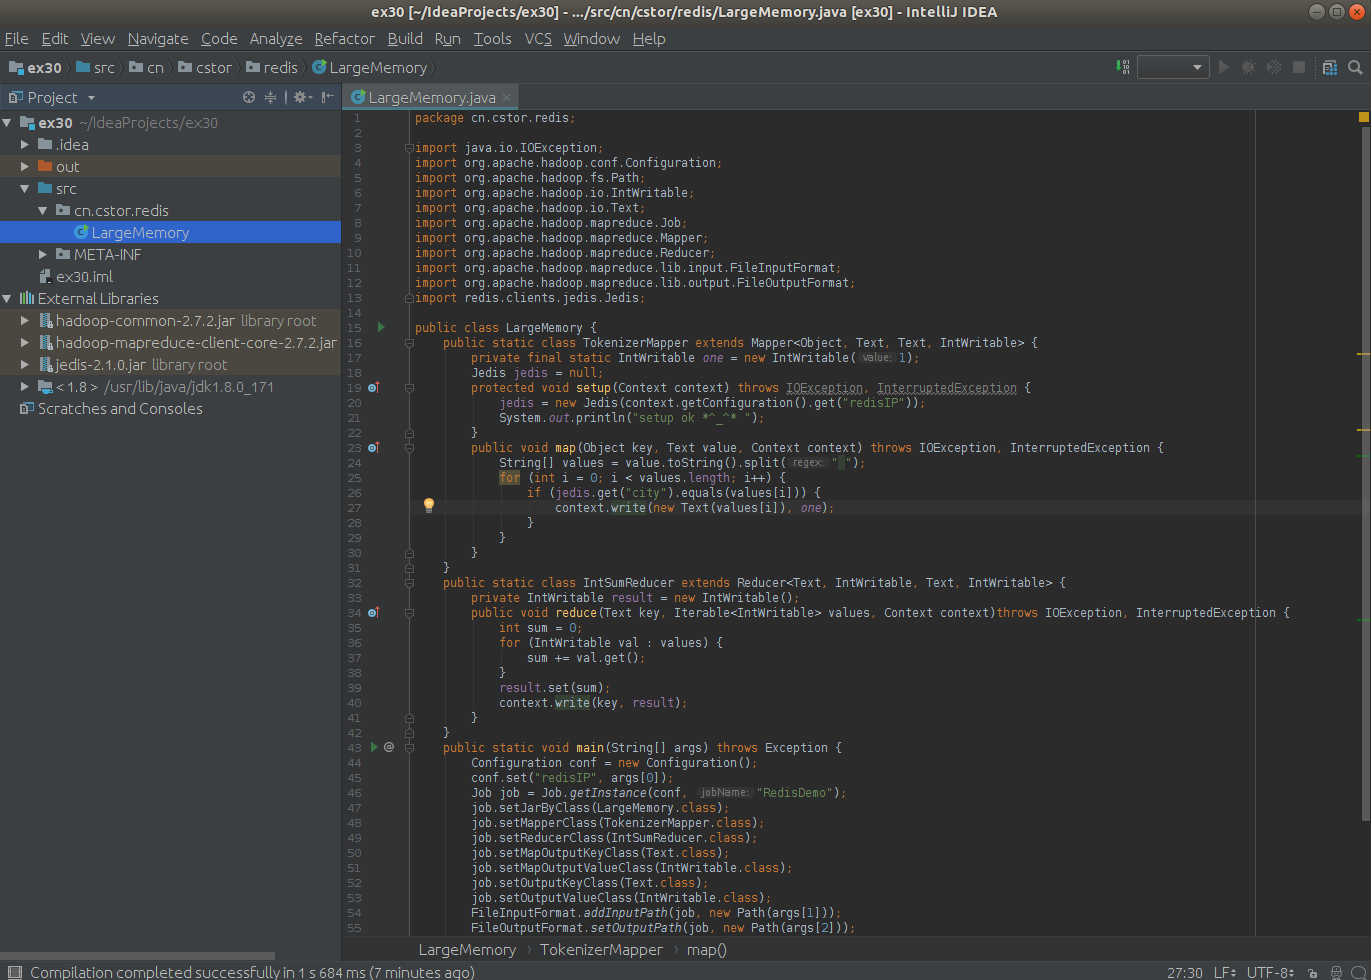 ex30 [~/IdeaProjects/ex30] - .../src/cn/cstor/redis/LargeMemory.java [ex30] - IntelliJ IDEA
File Edit View Navigate Code Analyze Refactor Build Run Tools VCS Window Help
ex30 src cn cstor redis LargeMemory
Project
LargeMemory.java
ex30 ~/IdeaProjects/ex30
.idea
out
src
cn.cstor.redis
LargeMemory
META-INF
ex30.iml
External Libraries
hadoop-common-2.7.2.jar library root
hadoop-mapreduce-client-core-2.7.2.jar
jedis-2.1.0.jar library root
< 1.8 > /usr/lib/java/jdk1.8.0_171
Scratches and Consoles
1 package cn.cstor.redis;
2
3 import java.io.IOException;
4 import org.apache.hadoop.conf.Configuration;
5 import org.apache.hadoop.fs.Path;
6 import org.apache.hadoop.io.IntWritable;
7 import org.apache.hadoop.io.Text;
8 import org.apache.hadoop.mapreduce.Job;
9 import org.apache.hadoop.mapreduce.Mapper;
10 import org.apache.hadoop.mapreduce.Reducer;
11 import org.apache.hadoop.mapreduce.lib.input.FileInputFormat;
12 import org.apache.hadoop.mapreduce.lib.output.FileOutputFormat;
13 import redis.clients.jedis.Jedis;
14
15 public class LargeMemory {
16 public static class TokenizerMapper extends Mapper<Object, Text, Text, IntWritable> {
17 private final static IntWritable one = new IntWritable( value: 1);
18 Jedis jedis = null;
19 protected void setup(Context context) throws IOException, InterruptedException {
20 jedis = new Jedis(context.getConfiguration().get("redisIP"));
21 System.out.println("setup ok *^_^* ");
22 }
23 public void map(Object key, Text value, Context context) throws IOException, InterruptedException {
24 String[] values = value.toString().split( regex: " ");
25 for (int i = 0; i < values.length; i++) {
26 if (jedis.get("city").equals(values[i])) {
27 context.write(new Text(values[i]), one);
28 }
29 }
30 }
31 }
32 public static class IntSumReducer extends Reducer<Text, IntWritable, Text, IntWritable> {
33 private IntWritable result = new IntWritable();
34 public void reduce(Text key, Iterable<IntWritable> values, Context context)throws IOException, InterruptedException {
35 int sum = 0;
36 for (IntWritable val : values) {
37 sum += val.get();
38 }
39 result.set(sum);
40 context.write(key, result);
41 }
42 }
43 @ public static void main(String[] args) throws Exception {
44 Configuration conf = new Configuration();
45 conf.set("redisIP", args[0]);
46 Job job = Job.getInstance(conf, jobName: "RedisDemo");
47 job.setJarByClass(LargeMemory.class);
48 job.setMapperClass(TokenizerMapper.class);
49 job.setReducerClass(IntSumReducer.class);
50 job.setMapOutputKeyClass(Text.class);
51 job.setMapOutputValueClass(IntWritable.class);
52 job.setOutputKeyClass(Text.class);
53 job.setOutputValueClass(IntWritable.class);
54 FileInputFormat.addInputPath(job, new Path(args[1]));
55 FileOutputFormat.setOutputPath(job, new Path(args[2]));
LargeMemory TokenizerMapper map()
Compilation completed successfully in 1 s 684 ms (7 minutes ago) 27:30 LF UTF-8